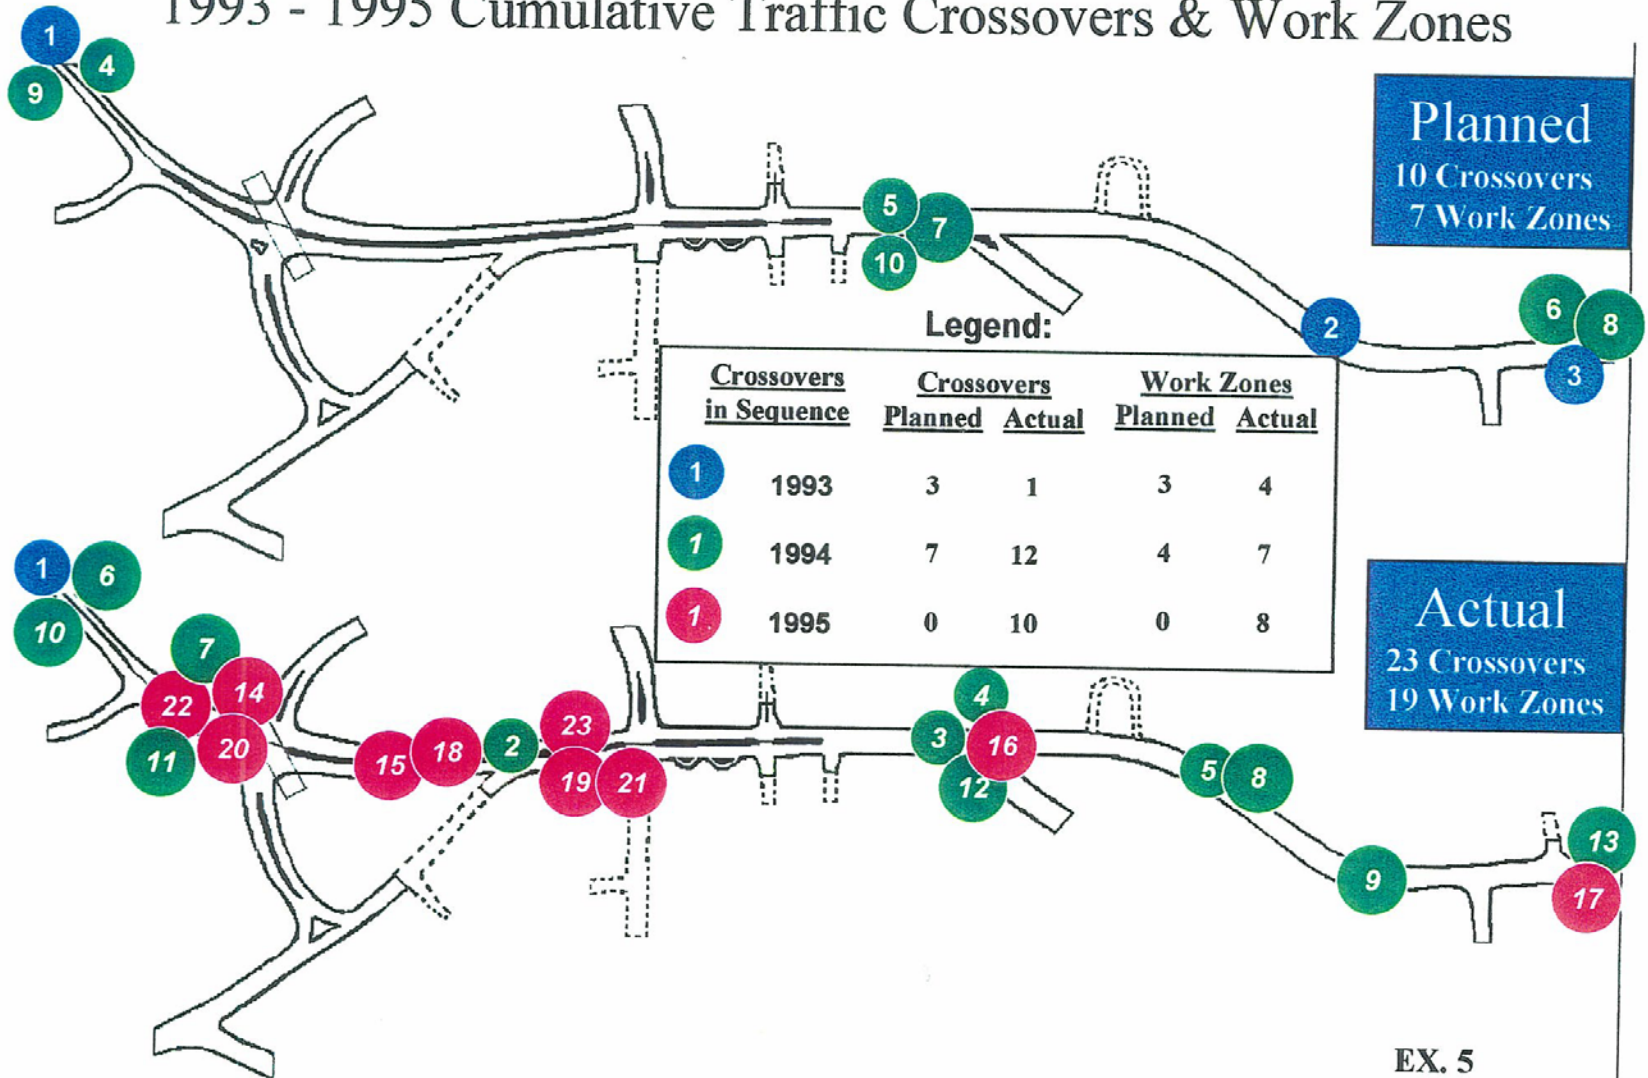 1993 - 1995 Cumulative Traffic Crossovers & Work Zones
1
4
9
Planned
10 Crossovers
7 Work Zones
5
7
10
2
6
8
3
Legend:
Crossovers Crossovers Work Zones
in Sequence Planned Actual Planned Actual
1 1993 3 1 3 4
1 1994 7 12 4 7
1 1995 0 10 0 8
Actual
23 Crossovers
19 Work Zones
1
6
10
7
22
14
11
20
15
18
2
23
19
21
4
3
16
12
5
8
9
13
17
EX. 5